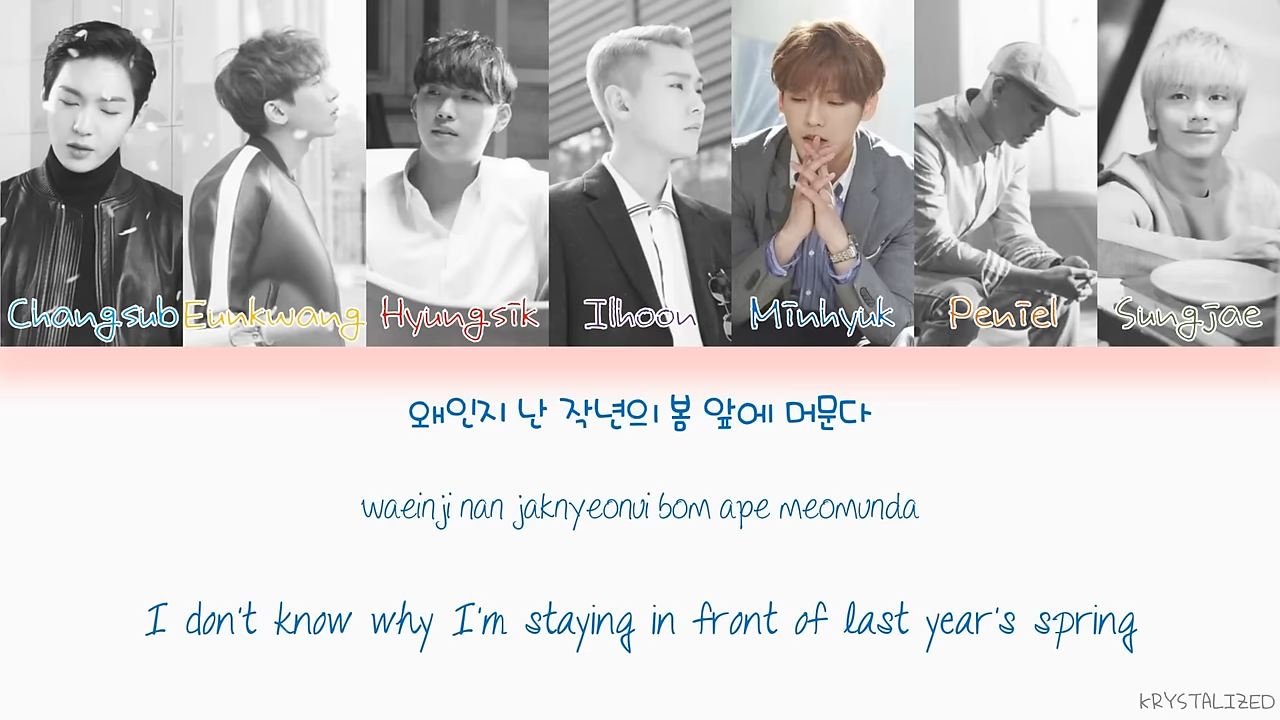 Changsub Eunkwang Hyungsik Ilhoon Minhyuk Peniel Sungjae
왜인지 난 작년의 봄 앞에 머문다
waeinji nan jaknyeonui bom ape meomunda
I don't know why I'm staying in front of last year's spring
KRYSTALIZED